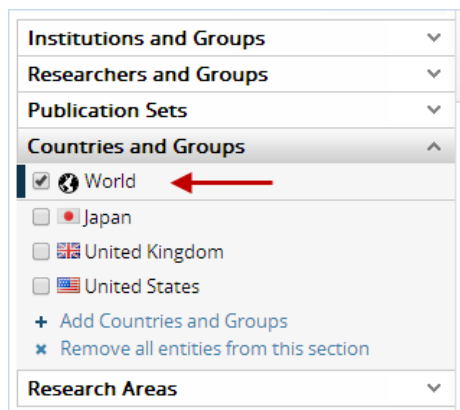 Institutions and Groups
Researchers and Groups
Publication Sets
Countries and Groups
World
Japan
United Kingdom
United States
+ Add Countries and Groups
× Remove all entities from this section
Research Areas